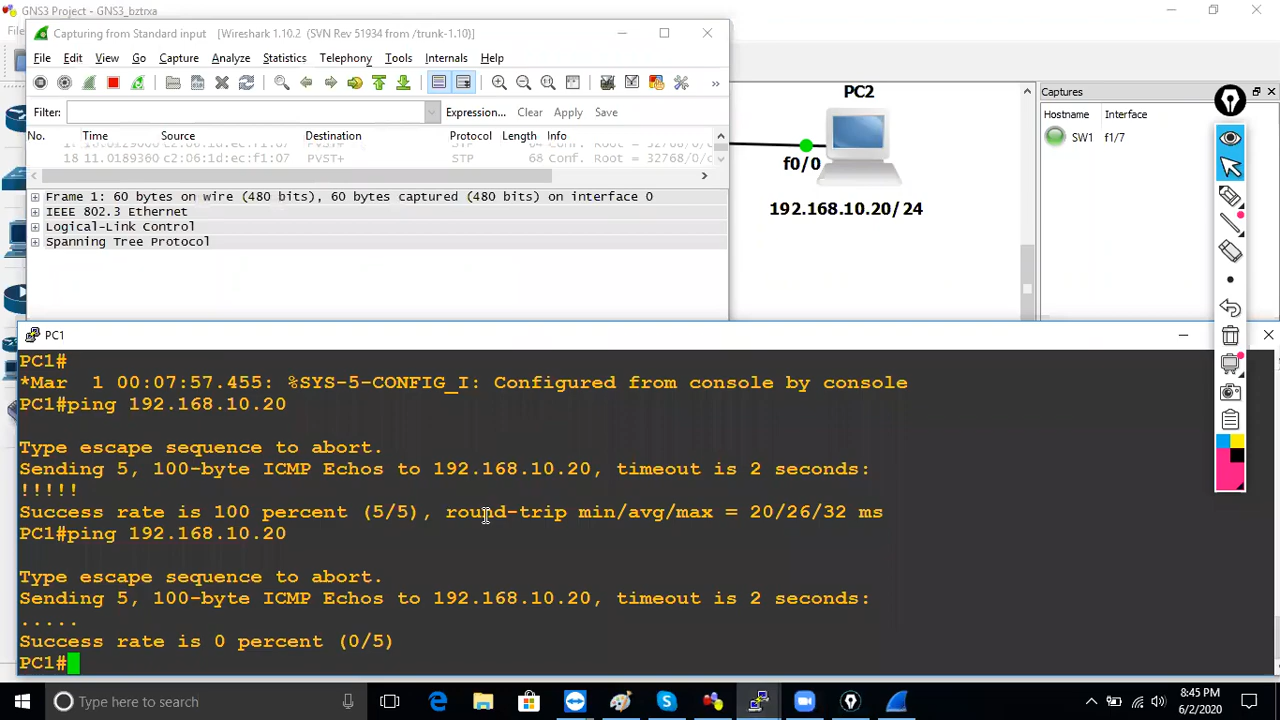 GNS3 Project - GNS3_bztrxa
Capturing from Standard input [Wireshark 1.10.2 (SVN Rev 51934 from /trunk-1.10)]
File Edit View Go Capture Analyze Statistics Telephony Tools Internals Help
Filter: Expression... Clear Apply Save
No. Time Source Destination Protocol Length Info
18 11.0189360 c2:06:1d:ec:f1:07 PVST+ STP 68 Conf. Root = 32768/0/c
Frame 1: 60 bytes on wire (480 bits), 60 bytes captured (480 bits) on interface 0
IEEE 802.3 Ethernet
Logical-Link Control
Spanning Tree Protocol
PC2
f0/0
192.168.10.20/24
Captures
Hostname Interface
SW1 f1/7
PC1
PC1#
*Mar 1 00:07:57.455: %SYS-5-CONFIG_I: Configured from console by console
PC1#ping 192.168.10.20
Type escape sequence to abort.
Sending 5, 100-byte ICMP Echos to 192.168.10.20, timeout is 2 seconds:
!!!!!
Success rate is 100 percent (5/5), round-trip min/avg/max = 20/26/32 ms
PC1#ping 192.168.10.20
Type escape sequence to abort.
Sending 5, 100-byte ICMP Echos to 192.168.10.20, timeout is 2 seconds:
.....
Success rate is 0 percent (0/5)
PC1#
Type here to search
8:45 PM
6/2/2020